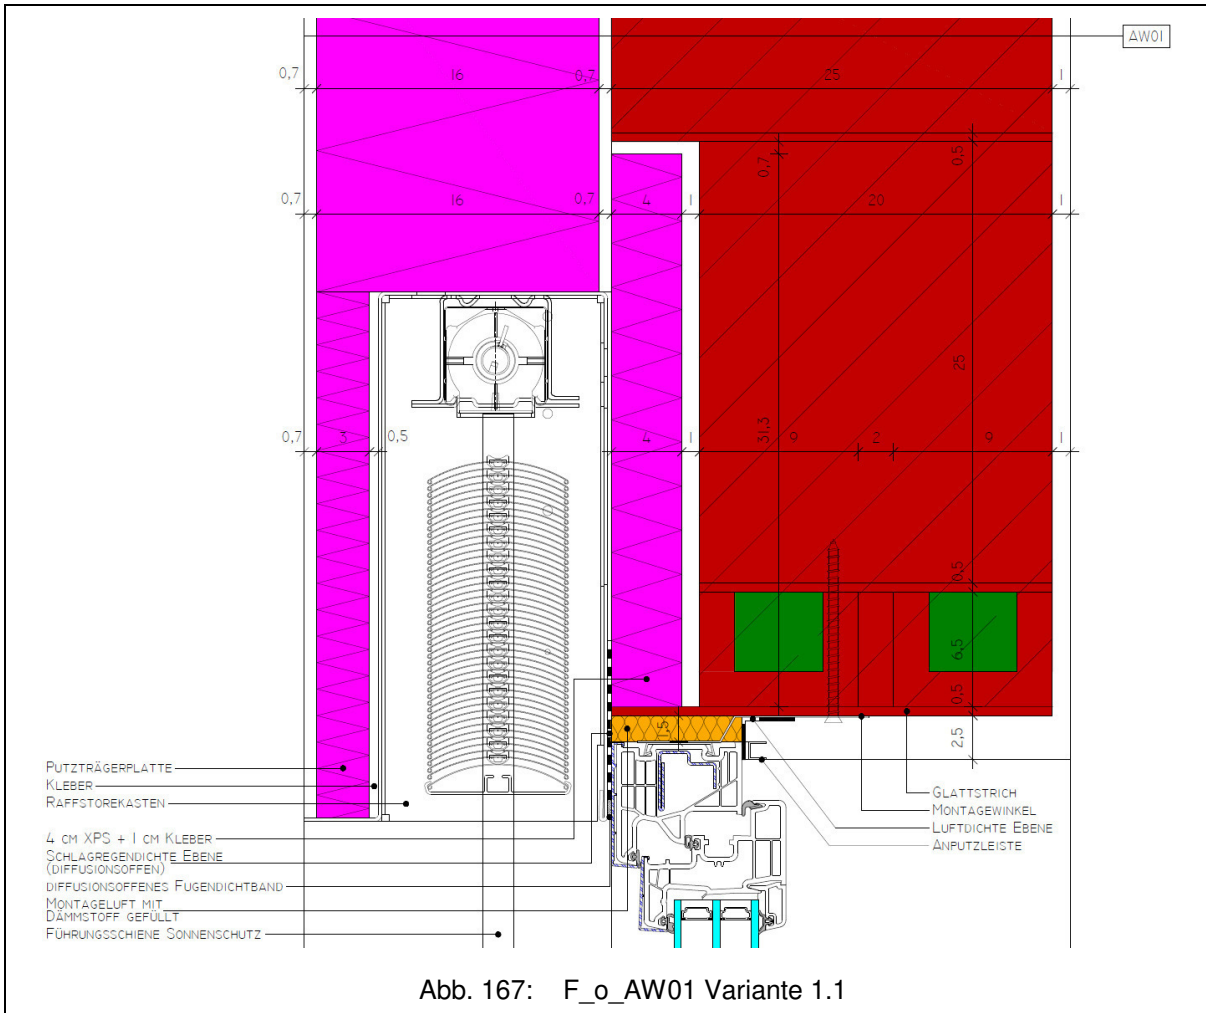 AW01
0,7 16 0,7 25 1
0,7
0,5
0,7 16 0,7 4 1 20 1
25
0,7 3 0,5 4 1 31,3 9 2 9 1
0,5
6,5
0,5
1,5
2,5
PUTZTRÄGERPLATTE
KLEBER
RAFFSTOREKASTEN
4 CM XPS + 1 CM KLEBER
SCHLAGREGENDICHTE EBENE
(DIFFUSIONSOFFEN)
DIFFUSIONSOFFENES FUGENDICHTBAND
MONTAGELUFT MIT
DÄMMSTOFF GEFÜLLT
FÜHRUNGSSCHIENE SONNENSCHUTZ
GLATTSTRICH
MONTAGEWINKEL
LUFTDICHTE EBENE
ANPUTZLEISTE
Abb. 167: F_o_AW01 Variante 1.1